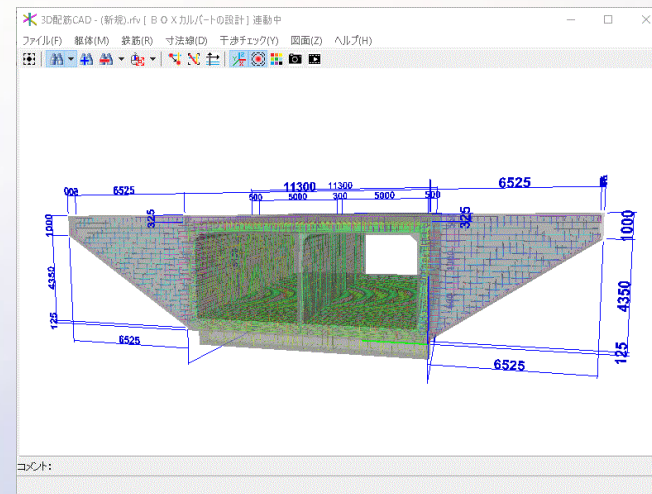 3D配筋CAD - (新規).rfv [ ＢＯＸカルバートの設計 ] 連動中
ファイル(F) 躯体(M) 鉄筋(R) 寸法線(D) 干渉チェック(Y) 図面(Z) ヘルプ(H)
6525 11300 11300 6525
500 5000 300 5000 500
325 325
1000 1000
4350 4350
125 125
6525 6525
コメント: